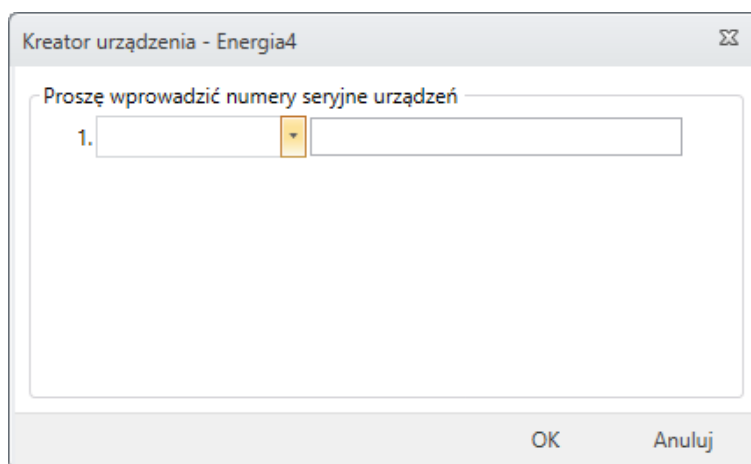 Kreator urządzenia - Energia4
Proszę wprowadzić numery seryjne urządzeń
1.
OK Anuluj